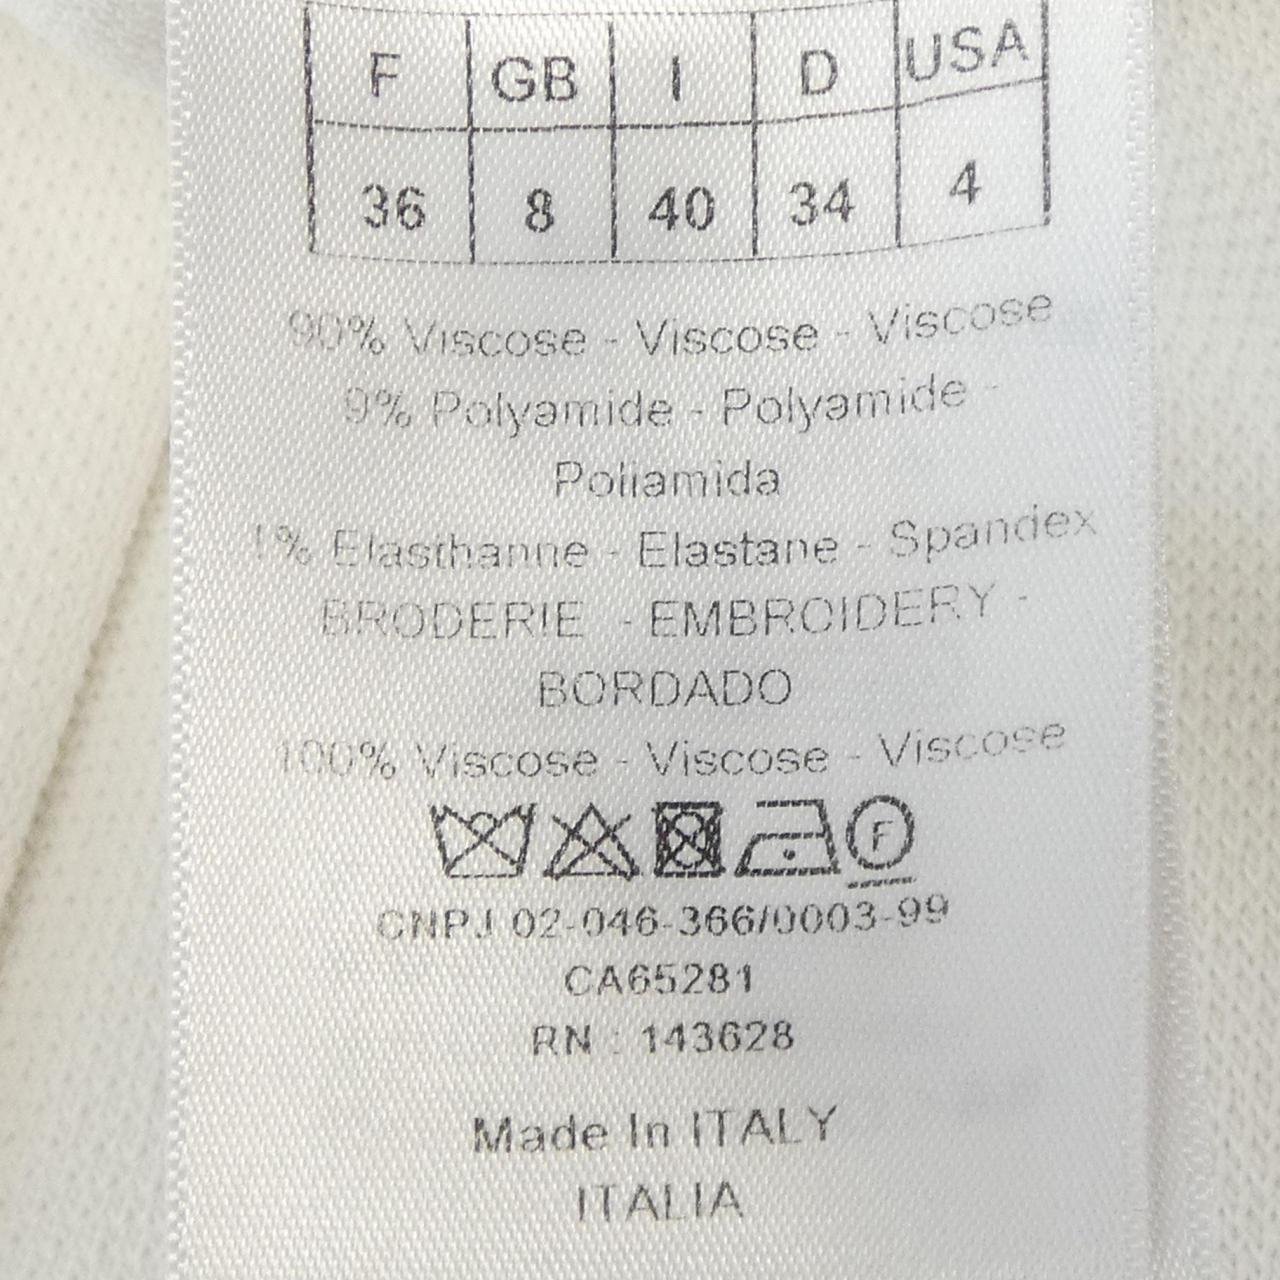 F GB I D USA
36 8 40 34 4
90% Viscose - Viscose - Viscose
9% Polyamide - Polyamide -
Poliamida
1% Elasthanne - Elastane - Spandex
BRODERIE - EMBROIDERY -
BORDADO
100% Viscose - Viscose - Viscose
F
CNPJ 02-046-366/0003-99
CA65281
RN : 143628
Made In ITALY
ITALIA